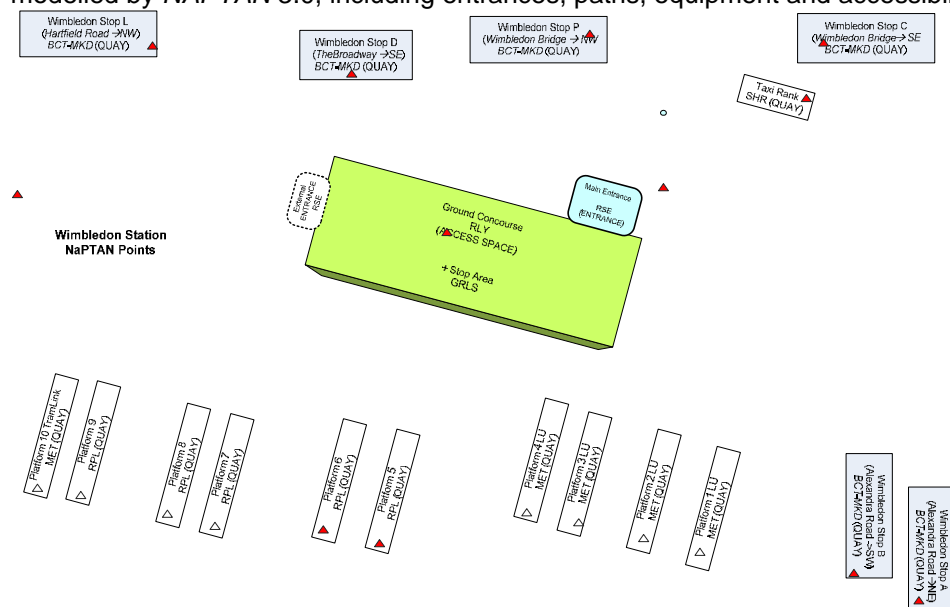 modelled by NAPTAN 3.0, including entrances, paths, equipment and accessibil
Wimbledon Stop L
(Hartfield Road →NW)
BCT-MKD (QUAY)
Wimbledon Stop D
(TheBroadway →SE)
BCT-MKD (QUAY)
Wimbledon Stop P
(Wimbledon Bridge → NW
BCT-MKD (QUAY)
Wimbledon Stop C
(Wimbledon Bridge → SE
BCT-MKD (QUAY)
Taxi Rank
SHR (QUAY)
External
ENTRANCE
RSE
Main Entrance
RSE
(ENTRANCE)
Ground Concourse
RLY
(ACCESS SPACE)
+ Stop Area
GRLS
Wimbledon Station
NaPTAN Points
Platform 10 TramLink
MET (QUAY)
Platform 9
RPL (QUAY)
Platform 8
RPL (QUAY)
Platform 7
RPL (QUAY)
Platform 6
RPL (QUAY)
Platform 5
RPL (QUAY)
Platform 4 LU
MET (QUAY)
Platform 3 LU
MET (QUAY)
Platform 2 LU
MET (QUAY)
Platform 1 LU
MET (QUAY)
Wimbledon Stop B
(Alexandra Road ->SW)
BCT-MKD (QUAY)
Wimbledon Stop A
(Alexandra Road ->NE)
BCT-MKD (QUAY)